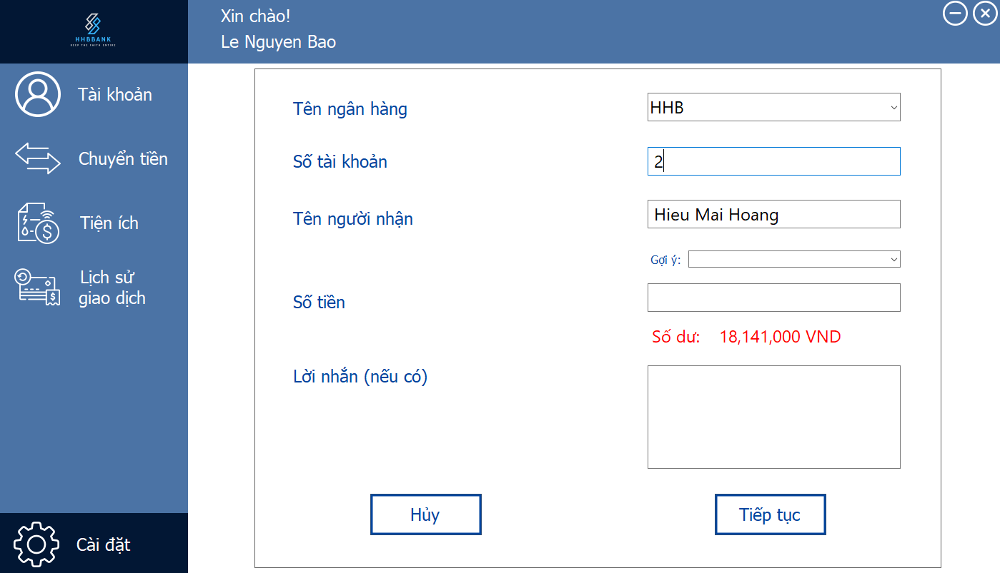 HHBBANK
KEEP THE FAITH ENTIRE
Xin chào!
Le Nguyen Bao
Tài khoản
Chuyển tiền
Tiện ích
Lịch sử
giao dịch
Cài đặt
Tên ngân hàng
HHB
Số tài khoản
2
Tên người nhận
Hieu Mai Hoang
Gợi ý:
Số tiền
Số dư: 18,141,000 VND
Lời nhắn (nếu có)
Hủy
Tiếp tục